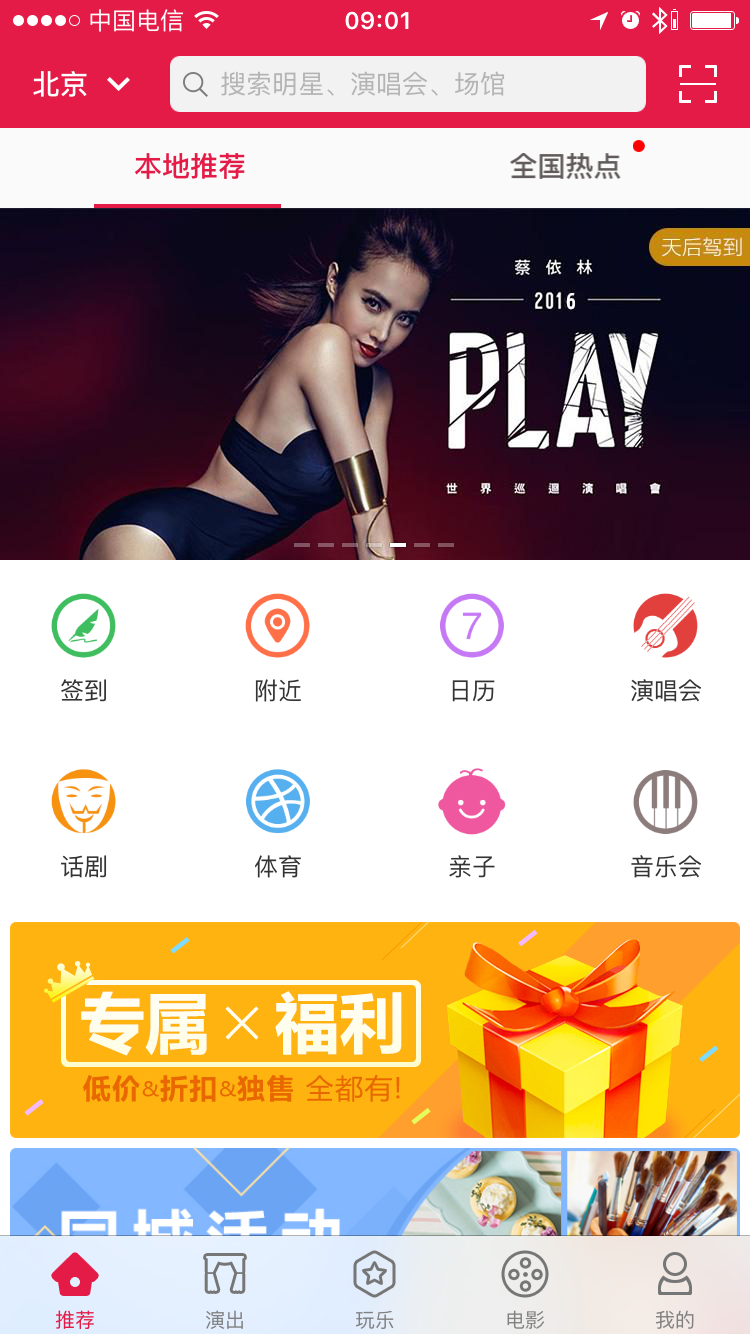 中国电信 09:01
北京 搜索明星、演唱会、场馆
本地推荐 全国热点
天后驾到
蔡依林
2016
PLAY
世界巡迴演唱會
签到 附近 7 日历 演唱会
话剧 体育 亲子 音乐会
专属×福利
低价&折扣&独售 全都有!
同城活动
推荐 演出 玩乐 电影 我的